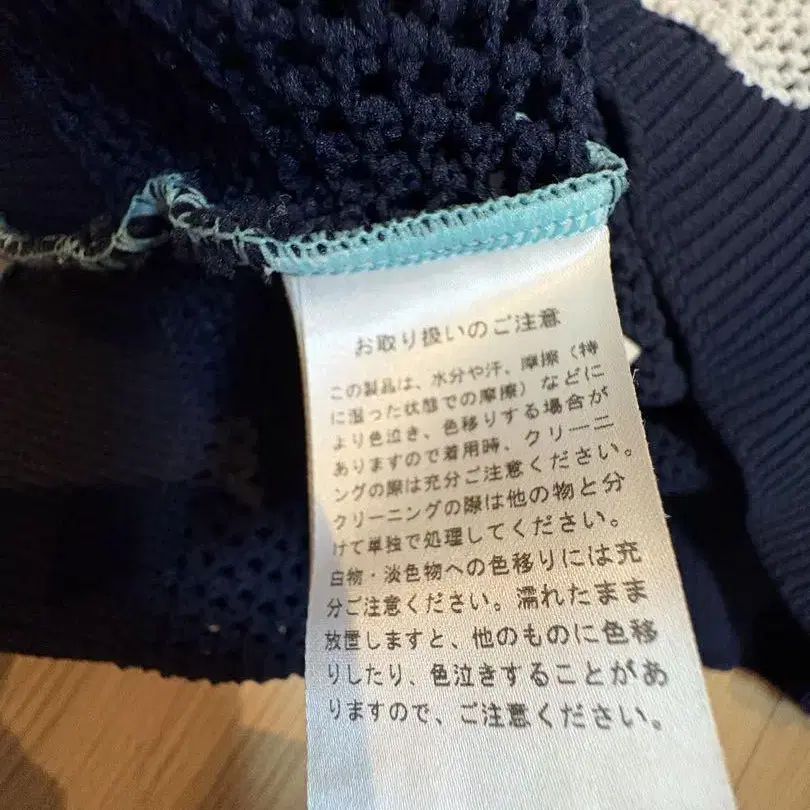 お取り扱いのご注意
この製品は、水分や汗、摩擦（特
に湿った状態での摩擦）などに
より色泣き、色移りする場合が
ありますので着用時、クリーニ
ングの際は充分ご注意ください。
クリーニングの際は他の物と分
けて単独で処理してください。
白物・淡色物への色移りには充
分ご注意ください。濡れたまま
放置しますと、他のものに色移
りしたり、色泣きすることがあ
りますので、ご注意ください。